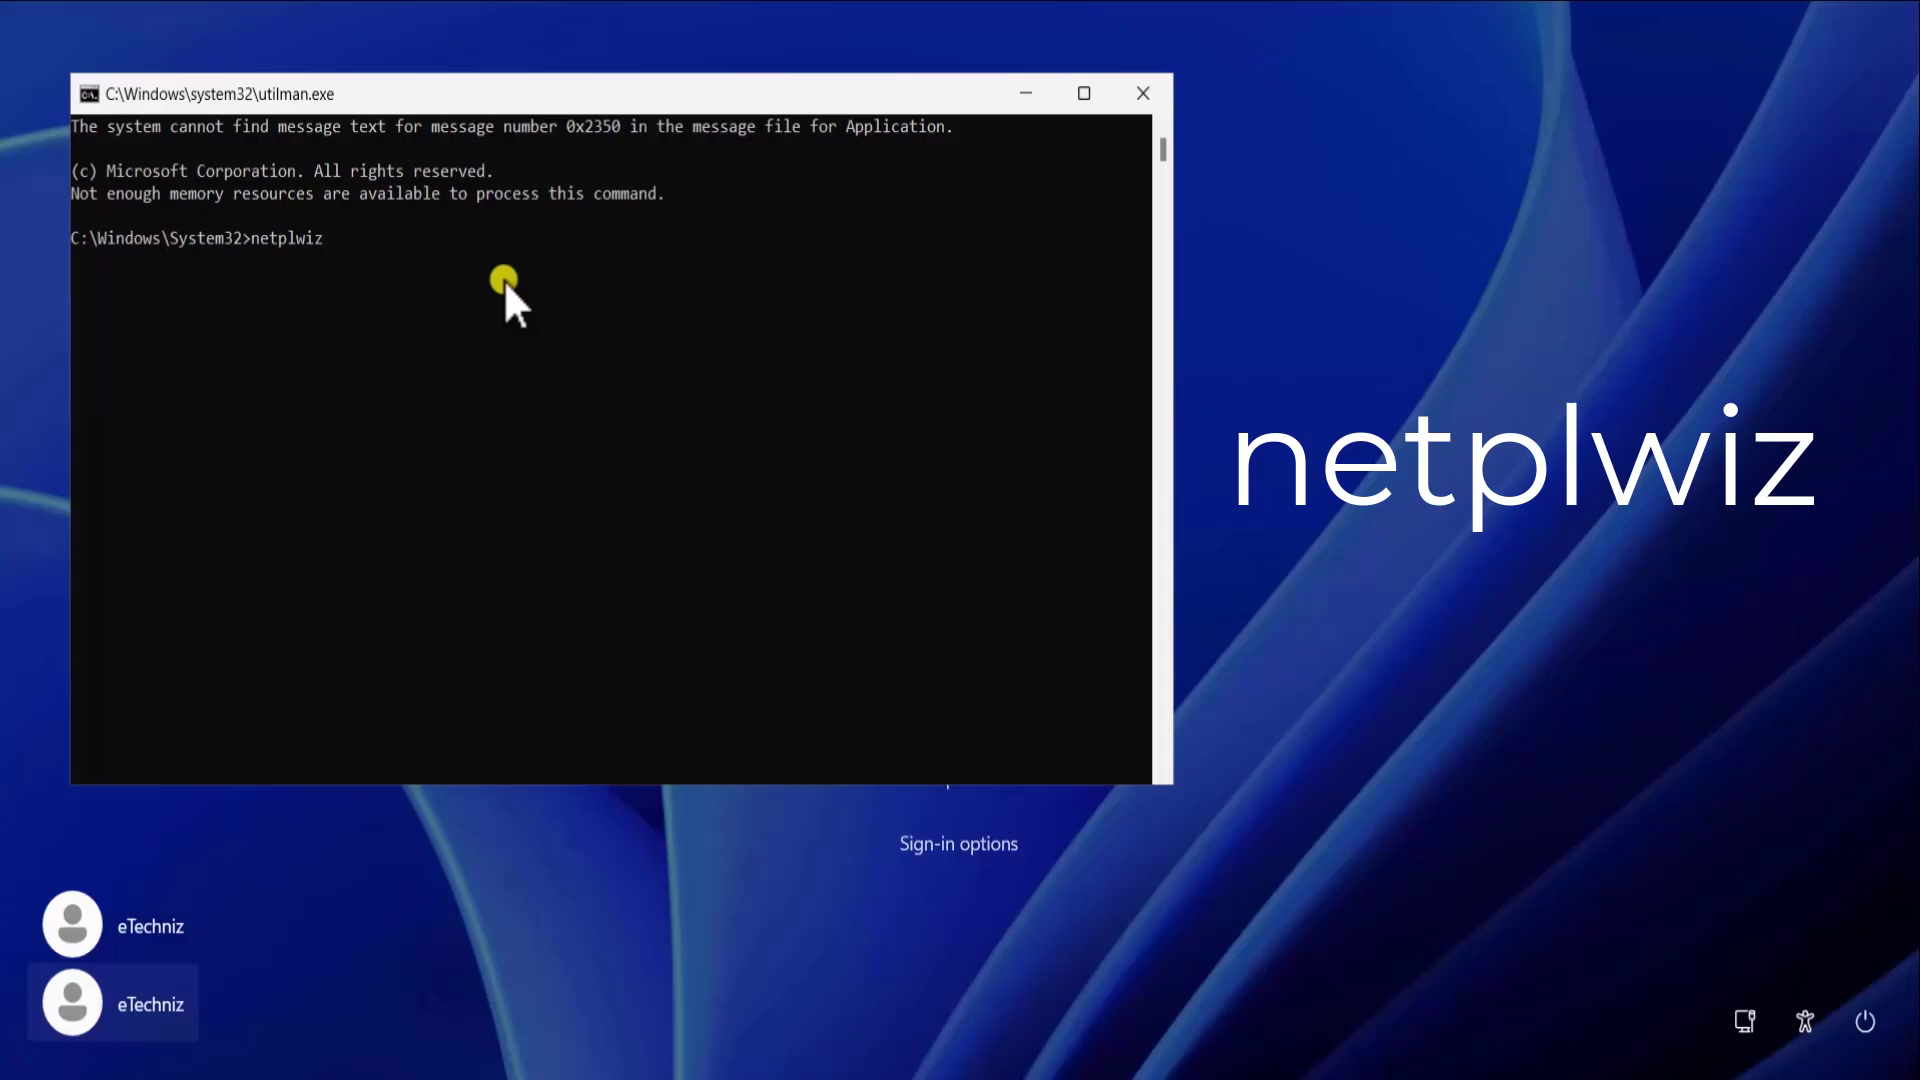 C:\Windows\system32\utilman.exe
The system cannot find message text for message number 0x2350 in the message file for Application.
(c) Microsoft Corporation. All rights reserved.
Not enough memory resources are available to process this command.
C:\Windows\System32>netplwiz
netplwiz
Sign-in options
eTechniz
eTechniz